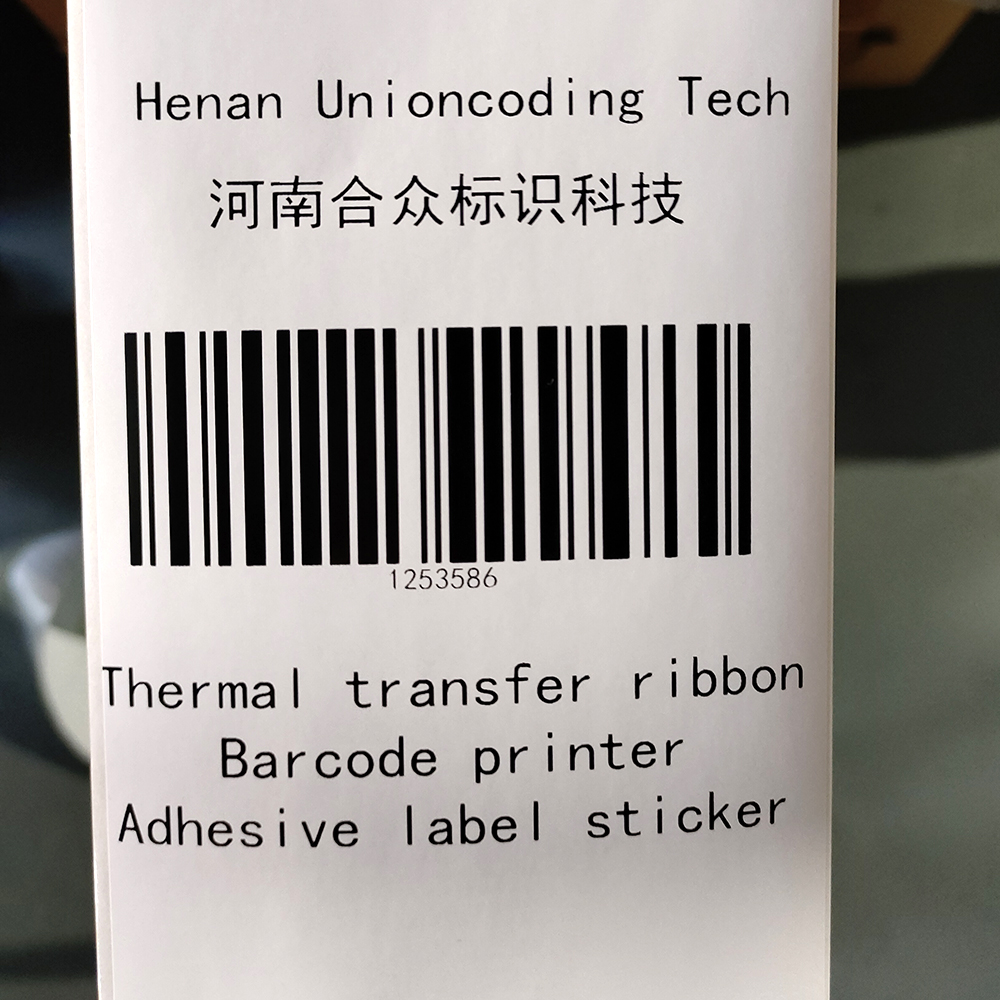 Henan Unioncoding Tech
河南合众标识科技
1253586
Thermal transfer ribbon
Barcode printer
Adhesive label sticker